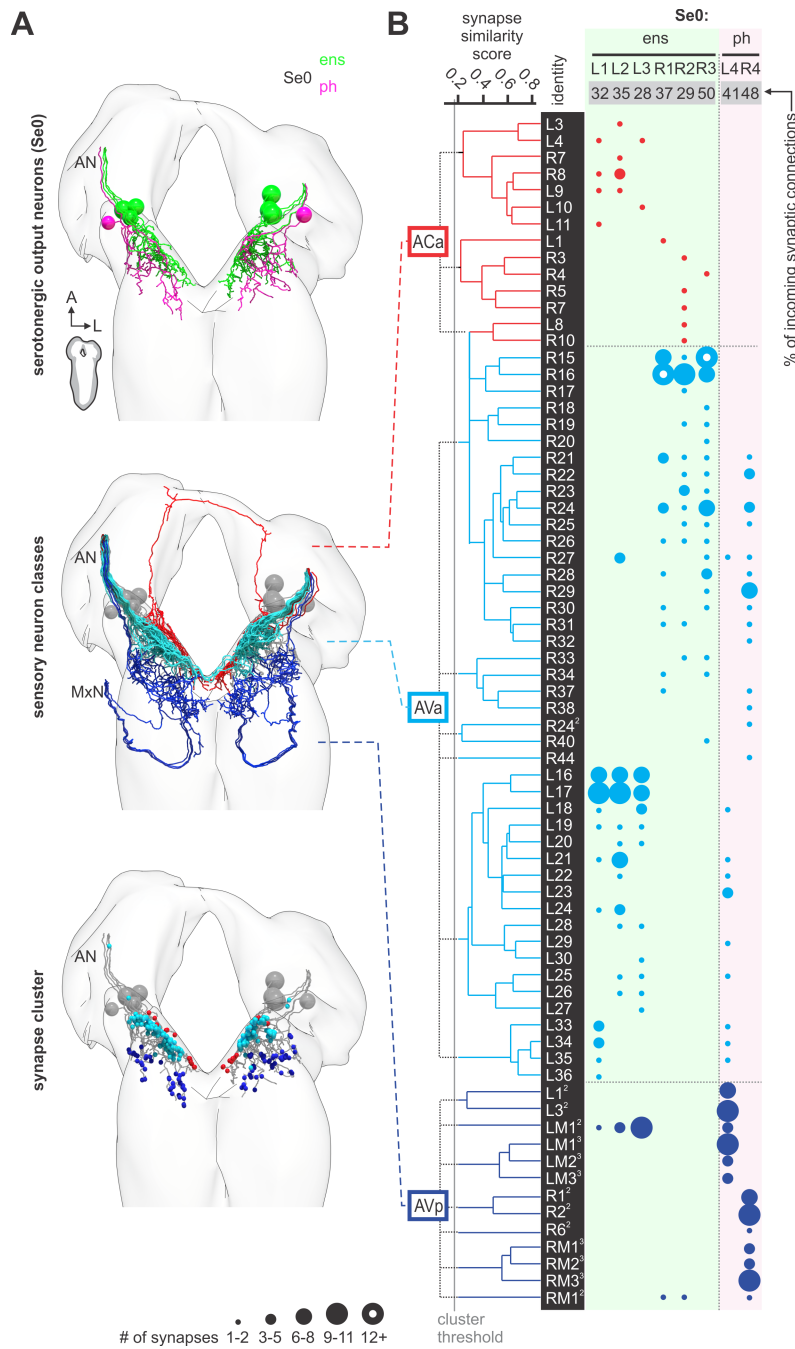 A
B
serotonergic output neurons (Se0)
Se0
ens
ph
AN
A
L
sensory neuron classes
AN
MxN
synapse cluster
AN
# of synapses
1-2
3-5
6-8
9-11
12+
synapse
similarity
score
0.2
0.4
0.6
0.8
identity
Se0:
ens
ph
L1 L2 L3 R1 R2 R3 L4 R4
32 35 28 37 29 50 41 48
% of incoming synaptic connections
ACa
AVa
AVp
L3
L4
R7
R8
L9
L10
L11
L1
R3
R4
R5
R7
L8
R10
R15
R16
R17
R18
R19
R20
R21
R22
R23
R24
R25
R26
R27
R28
R29
R30
R31
R32
R33
R34
R37
R38
R24²
R40
R44
L16
L17
L18
L19
L20
L21
L22
L23
L24
L28
L29
L30
L25
L26
L27
L33
L34
L35
L36
L1²
L3²
LM1²
LM1³
LM2³
LM3³
R1²
R2²
R6²
RM1³
RM2³
RM3³
RM1²
cluster
threshold